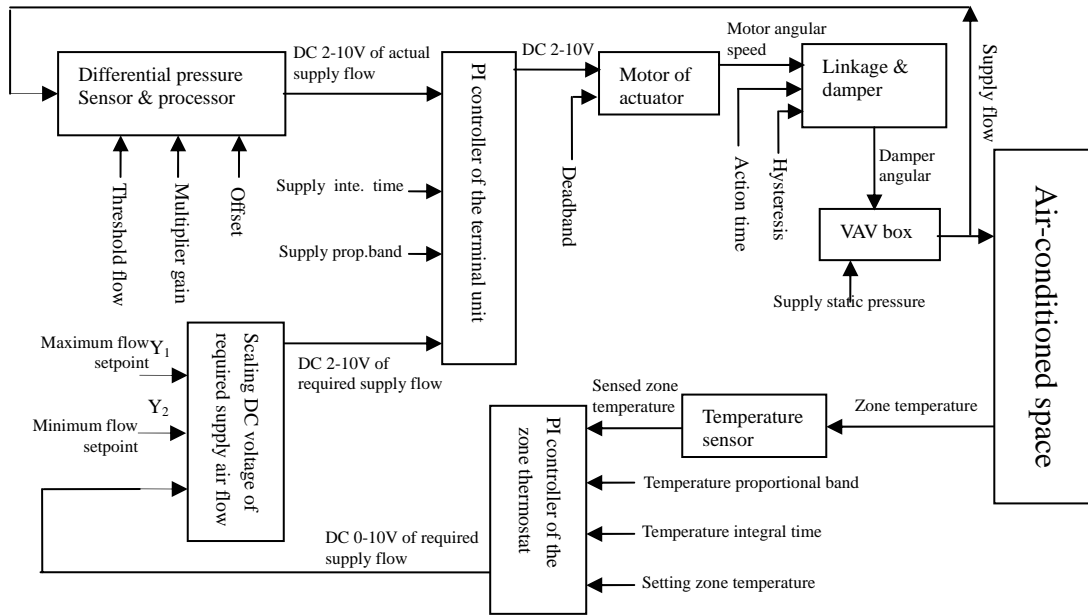 DC 2-10V of actual
supply flow
Differential pressure
Sensor & processor
Threshold flow
Multiplier gain
Offset
PI controller of the terminal
unit
Supply inte. time
Supply prop.band
DC 2-10V
Motor of
actuator
Deadband
Motor angular
speed
Linkage &
damper
Action time
Hysteresis
Damper
angular
VAV box
Supply static pressure
Supply flow
Air-conditioned space
Maximum flow
setpoint
Y1
Y2
Minimum flow
setpoint
Scaling DC voltage of
required supply air flow
DC 2-10V of
required supply flow
Sensed zone
temperature
Temperature
sensor
Zone temperature
PI controller of the
zone thermostat
Temperature proportional band
Temperature integral time
Setting zone temperature
DC 0-10V of required
supply flow